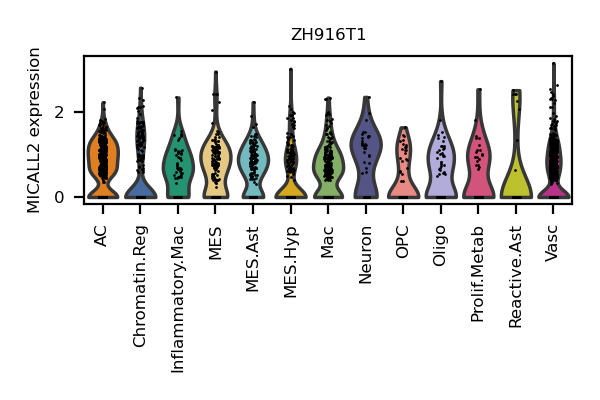 ZH916T1
MICALL2 expression
2
0
AC
Chromatin.Reg
Inflammatory.Mac
MES
MES.Ast
MES.Hyp
Mac
Neuron
OPC
Oligo
Prolif.Metab
Reactive.Ast
Vasc